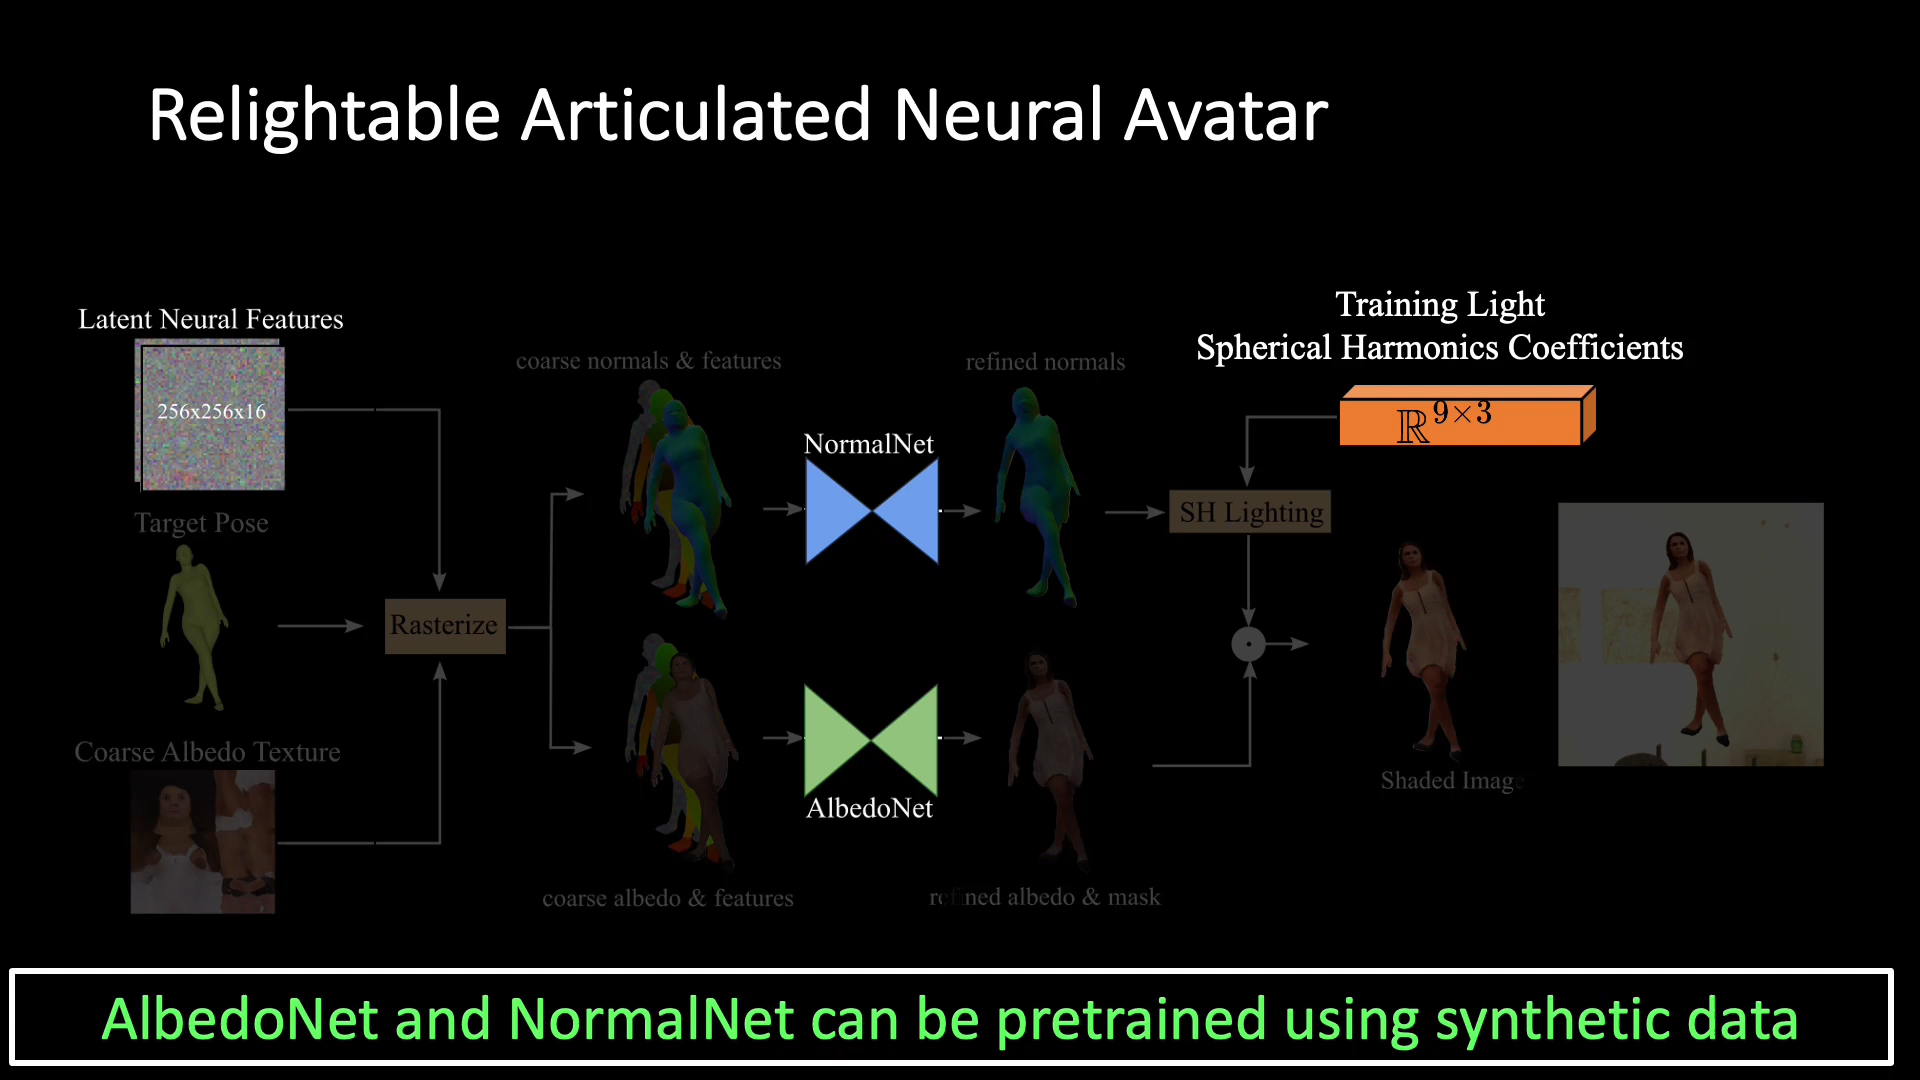 Relightable Articulated Neural Avatar
Latent Neural Features
256x256x16
Target Pose
Coarse Albedo Texture
Rasterize
coarse normals & features
NormalNet
refined normals
coarse albedo & features
AlbedoNet
refined albedo & mask
Training Light
Spherical Harmonics Coefficients
ℝ^{9×3}
SH Lighting
Shaded Image
AlbedoNet and NormalNet can be pretrained using synthetic data